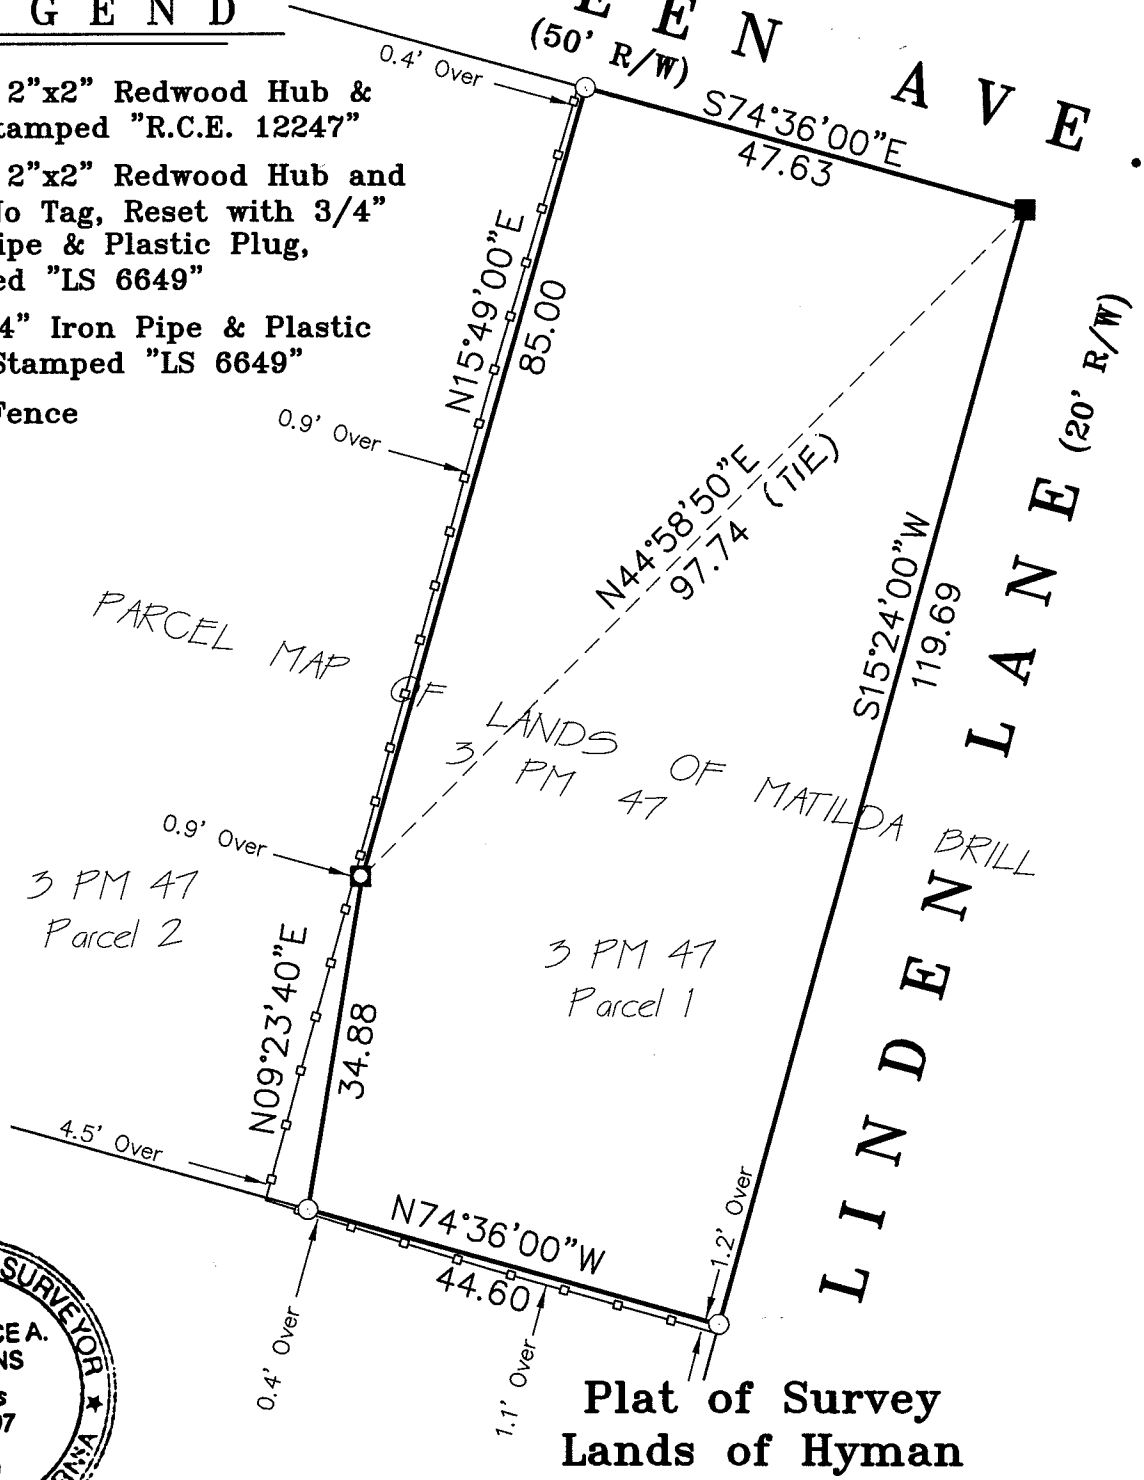 G E N D
E E N   A V E .
(50' R/W)
0.4' Over
2"x2" Redwood Hub &
tamped "R.C.E. 12247"
S74°36'00"E
47.63
2"x2" Redwood Hub and
No Tag, Reset with 3/4"
ipe & Plastic Plug,
ed "LS 6649"
4" Iron Pipe & Plastic
Stamped "LS 6649"
Fence
N15°49'00"E
85.00
0.9' Over
N44°58'50"E
97.74 (TIE)
S15°24'00"W
119.69
LINDEN LANE (20' R/W)
PARCEL MAP OF LANDS OF MATILDA BRILL
3 PM 47
0.9' Over
3 PM 47
Parcel 2
3 PM 47
Parcel 1
N09°23'40"E
34.88
4.5' Over
N74°36'00"W
44.60
1.2' Over
0.4' Over
1.1' Over
SURVEYOR
CE A.
NS
Plat of Survey
Lands of Hyman